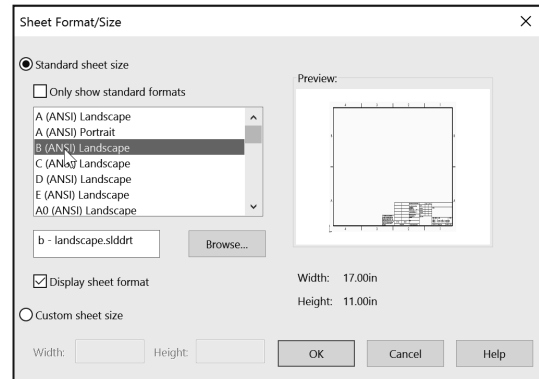 Sheet Format/Size
Standard sheet size
Only show standard formats
A (ANSI) Landscape
A (ANSI) Portrait
B (ANSI) Landscape
C (ANSI) Landscape
D (ANSI) Landscape
E (ANSI) Landscape
A0 (ANSI) Landscape
b - landscape.slddrt
Browse...
Display sheet format
Custom sheet size
Width:
Height:
Preview:
Width: 17.00in
Height: 11.00in
OK
Cancel
Help